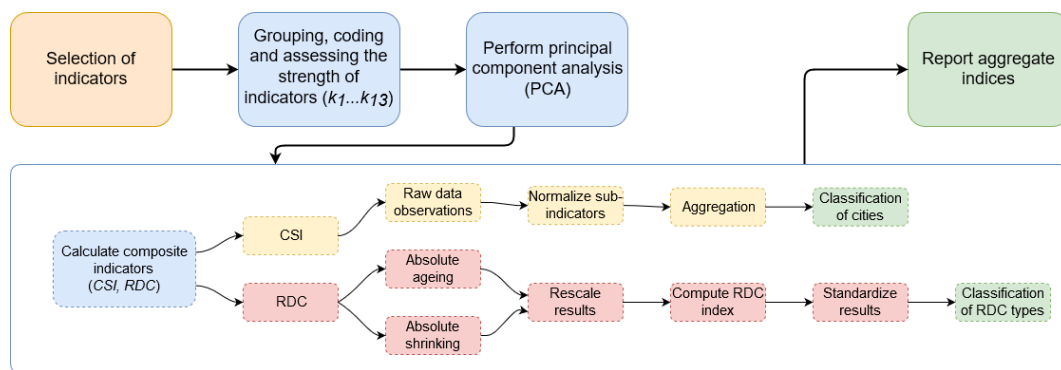 Selection of
indicators
Grouping, coding
and assessing the
strength of
indicators (k1...k13)
Perform principal
component analysis
(PCA)
Report aggregate
indices
Calculate composite
indicators
(CSI, RDC)
CSI
Raw data
observations
Normalize sub-
indicators
Aggregation
Classification
of cities
RDC
Absolute
ageing
Absolute
shrinking
Rescale
results
Compute RDC
index
Standardize
results
Classification
of RDC types